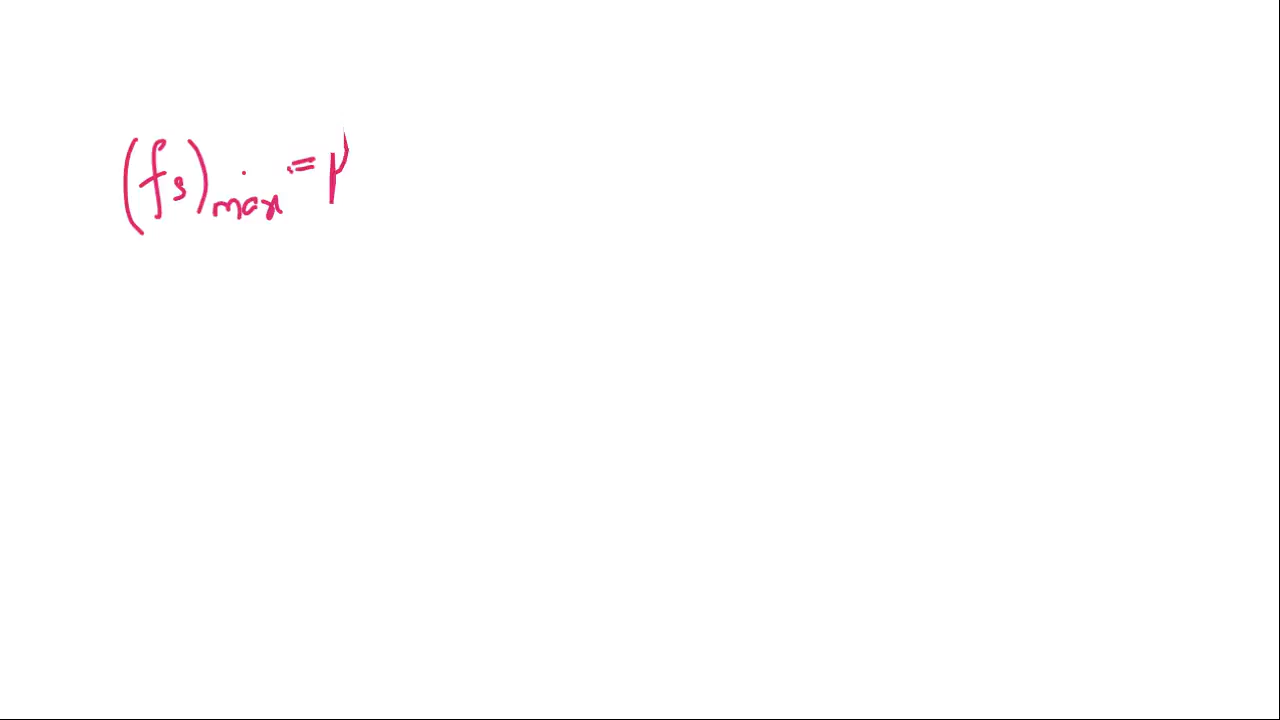 (fs)max = μ